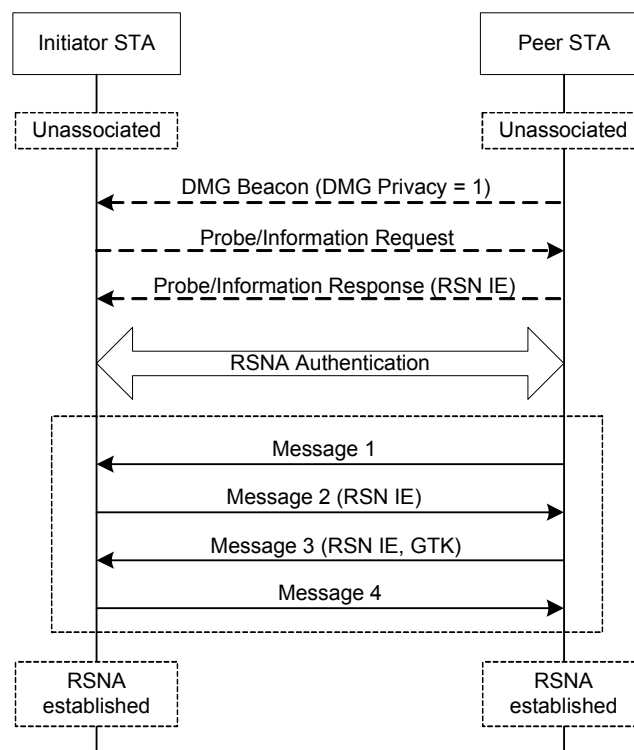 Initiator STA
Peer STA
Unassociated
Unassociated
DMG Beacon (DMG Privacy = 1)
Probe/Information Request
Probe/Information Response (RSN IE)
RSNA Authentication
Message 1
Message 2 (RSN IE)
Message 3 (RSN IE, GTK)
Message 4
RSNA
established
RSNA
established